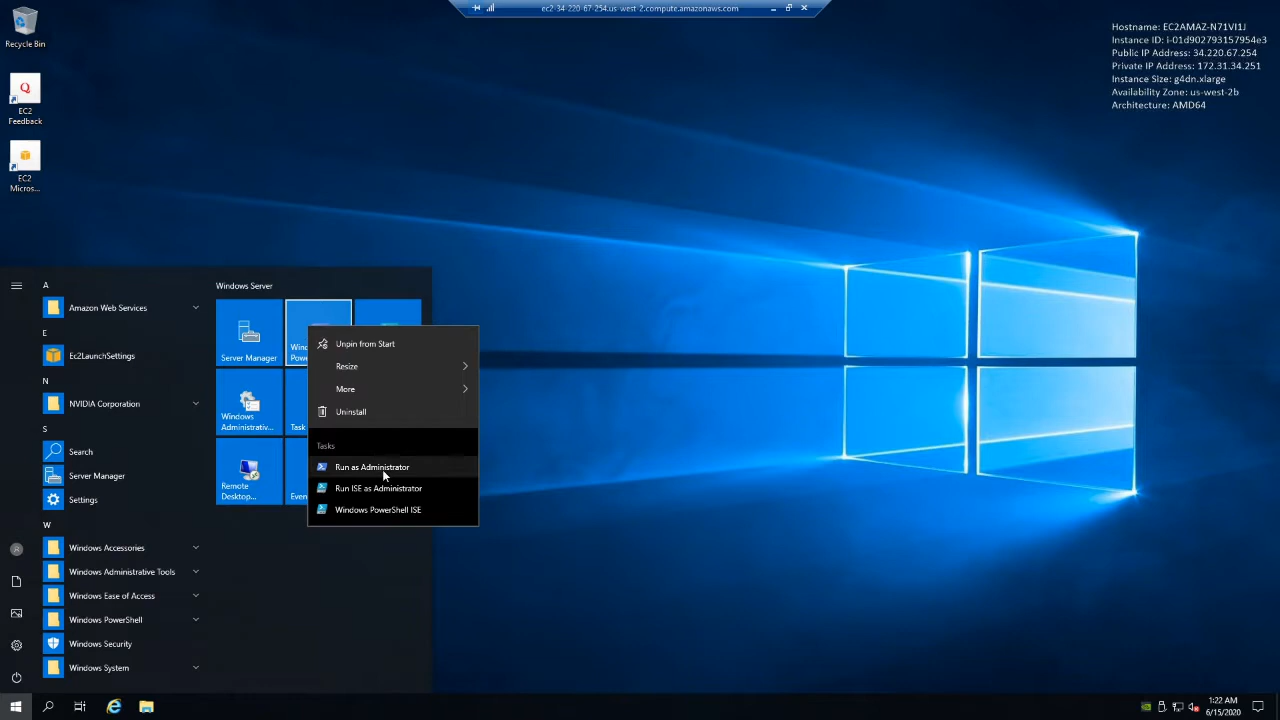 ec2-34-220-67-254.us-west-2.compute.amazonaws.com
Recycle Bin
EC2
Feedback
EC2
Micros...
Hostname: EC2AMAZ-N71VI1J
Instance ID: i-01d902793157954e3
Public IP Address: 34.220.67.254
Private IP Address: 172.31.34.251
Instance Size: g4dn.xlarge
Availability Zone: us-west-2b
Architecture: AMD64
A
Amazon Web Services
E
Ec2LaunchSettings
N
NVIDIA Corporation
S
Search
Server Manager
Settings
W
Windows Accessories
Windows Administrative Tools
Windows Ease of Access
Windows PowerShell
Windows Security
Windows System
Windows Server
Server Manager
Wind
Powe
Windows
Administrativ...
Task
Remote
Desktop...
Even
Unpin from Start
Resize
More
Uninstall
Tasks
Run as Administrator
Run ISE as Administrator
Windows PowerShell ISE
1:22 AM
6/15/2020